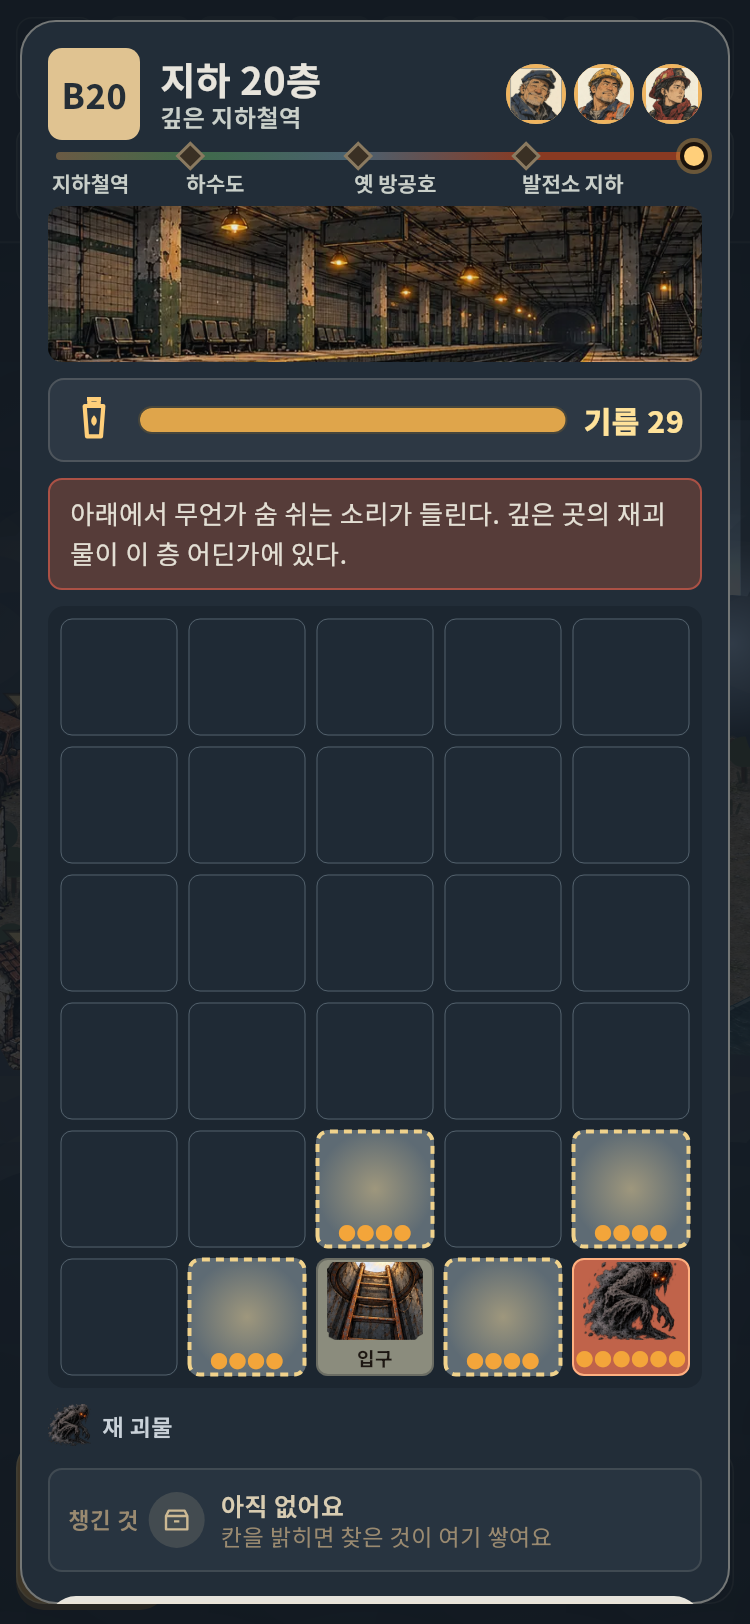 B20
지하 20층
깊은 지하철역
지하철역
하수도
옛 방공호
발전소 지하
기름 29
아래에서 무언가 숨 쉬는 소리가 들린다. 깊은 곳의 재괴
물이 이 층 어딘가에 있다.
입구
재 괴물
챙긴 것
아직 없어요
칸을 밝히면 찾은 것이 여기 쌓여요